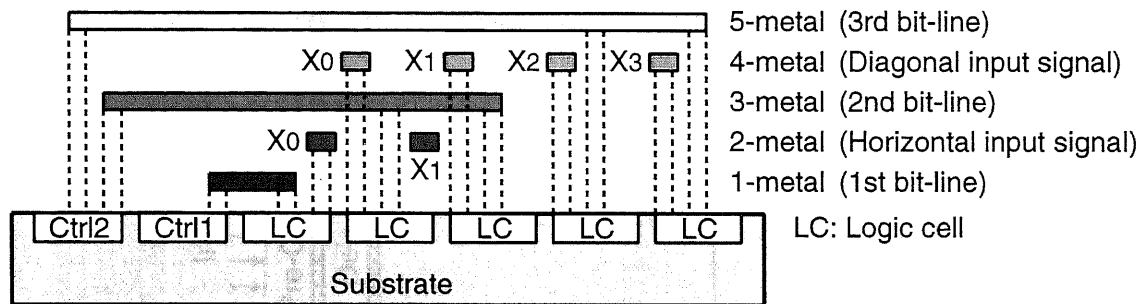 5-metal (3rd bit-line)
X0 X1 X2 X3 4-metal (Diagonal input signal)
3-metal (2nd bit-line)
X0 2-metal (Horizontal input signal)
X1
1-metal (1st bit-line)
Ctrl2 Ctrl1 LC LC LC LC LC LC: Logic cell
Substrate